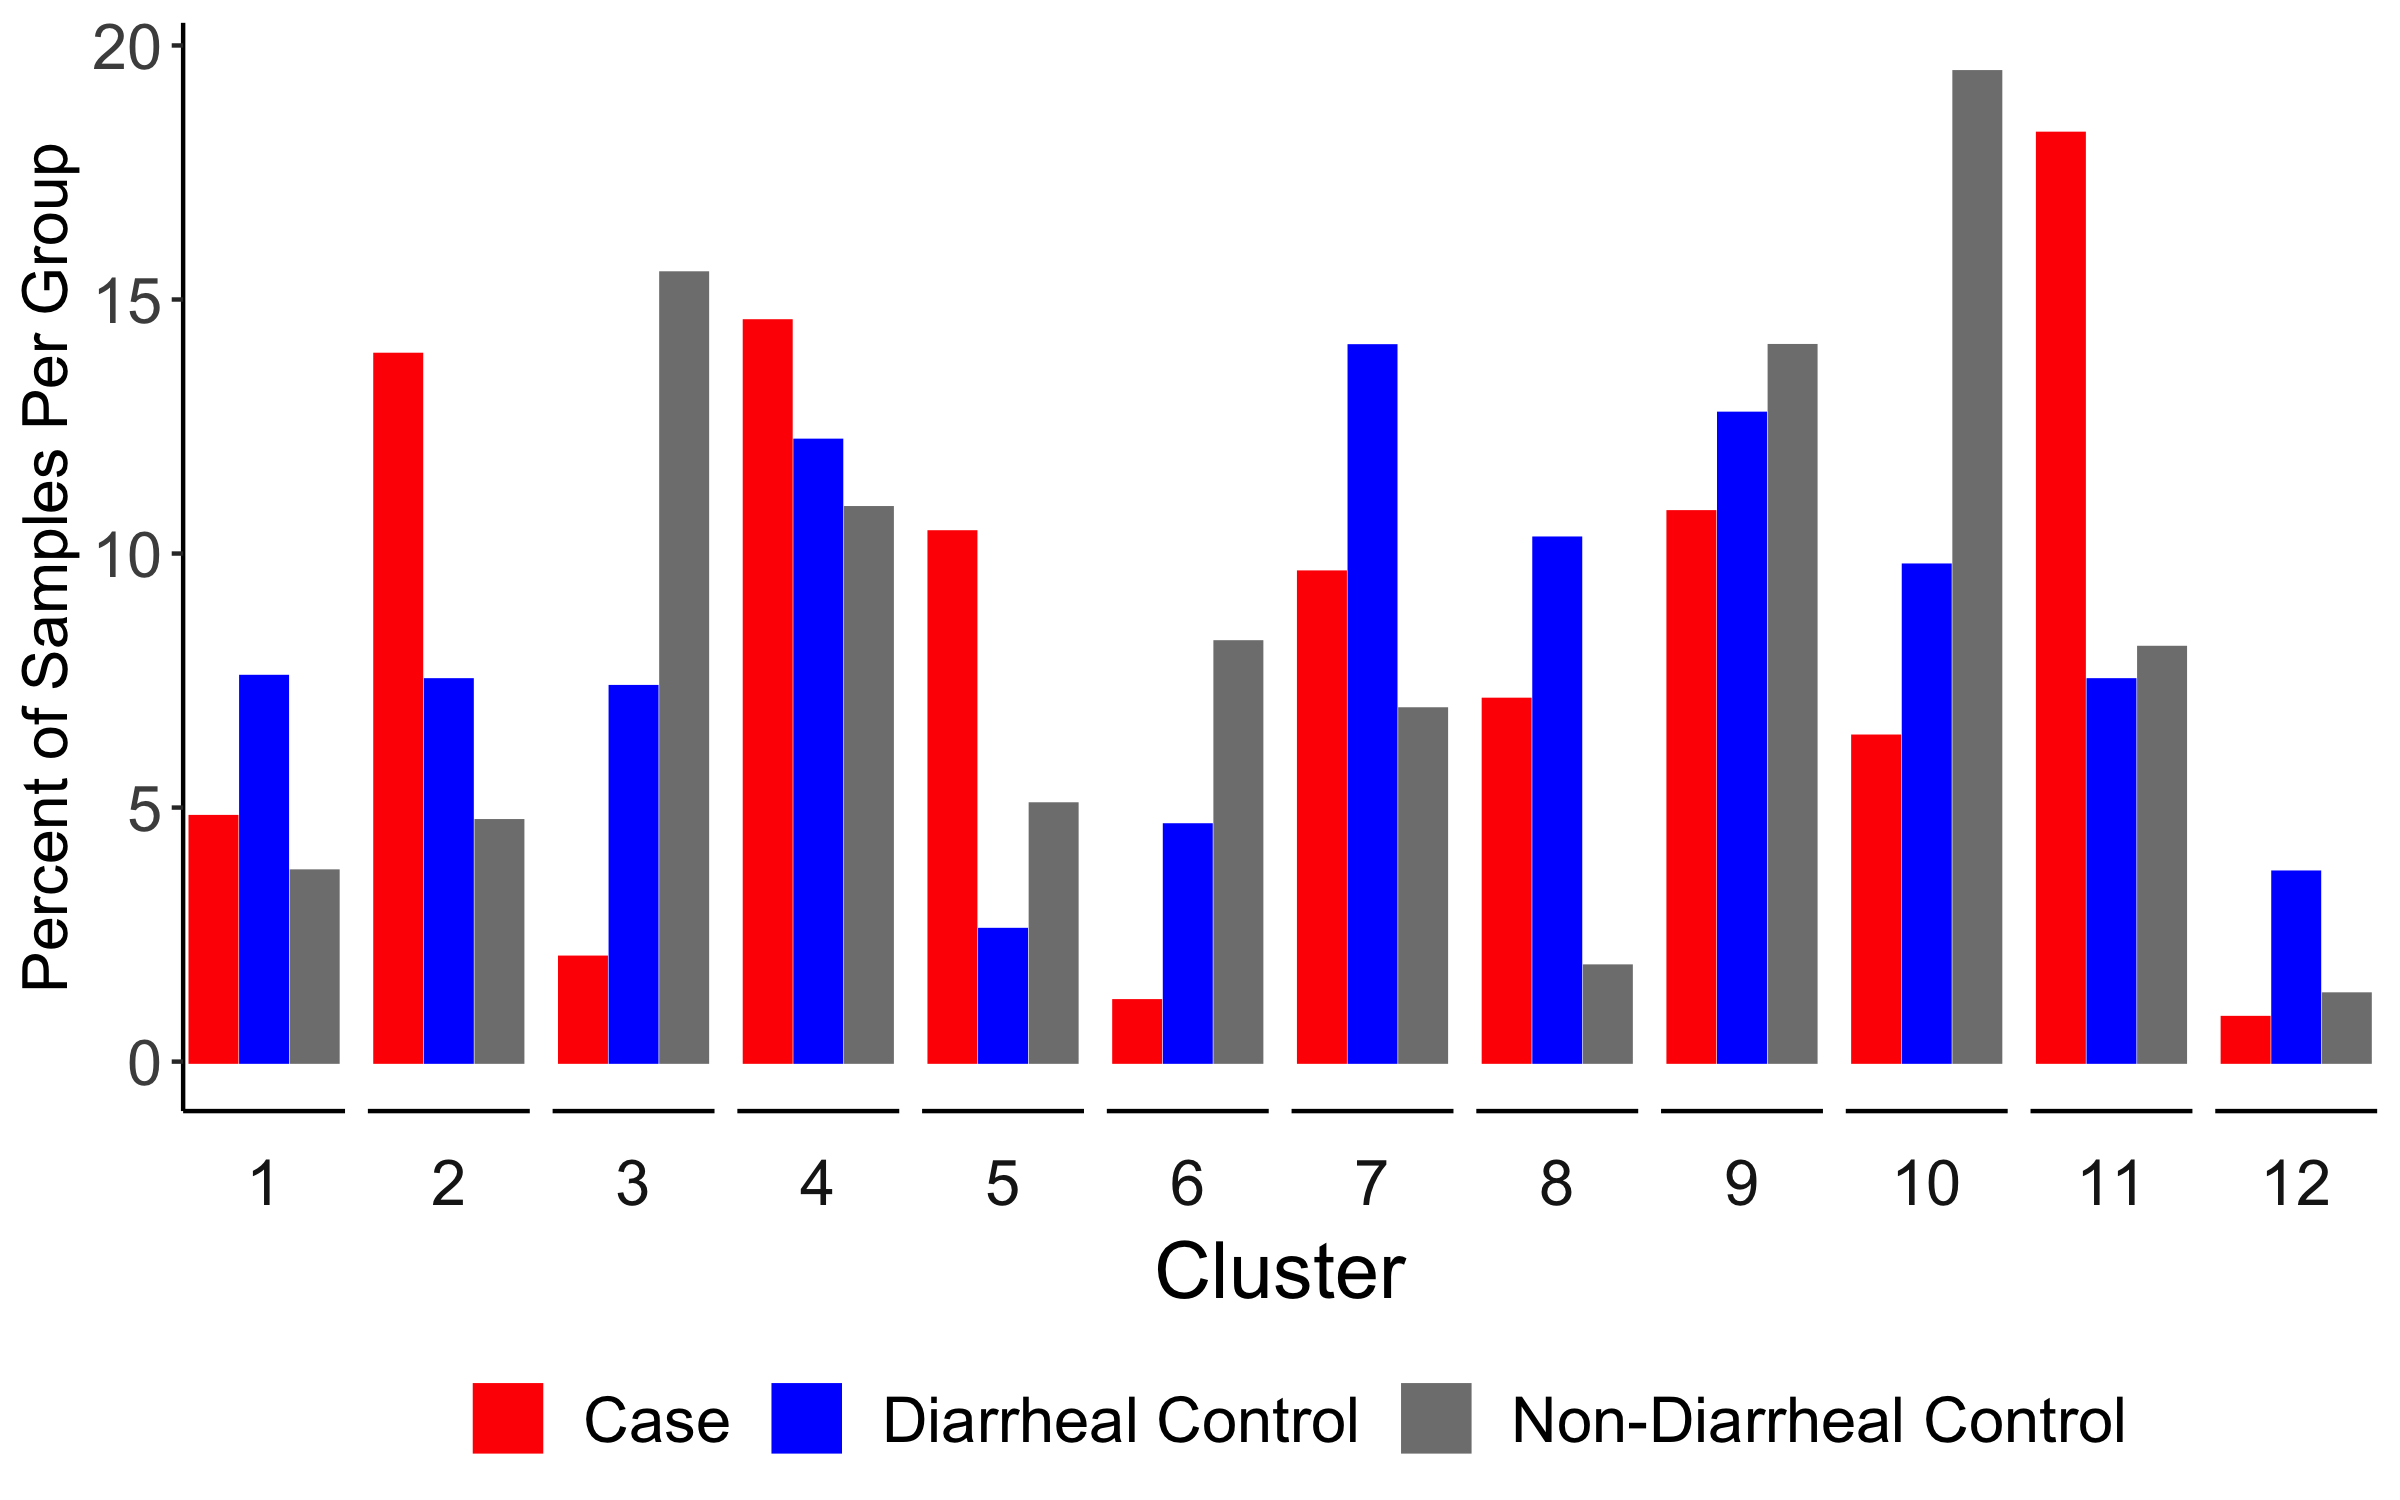 Percent of Samples Per Group
20
15
10
5
0
1 2 3 4 5 6 7 8 9 10 11 12
Cluster
Case Diarrheal Control Non-Diarrheal Control